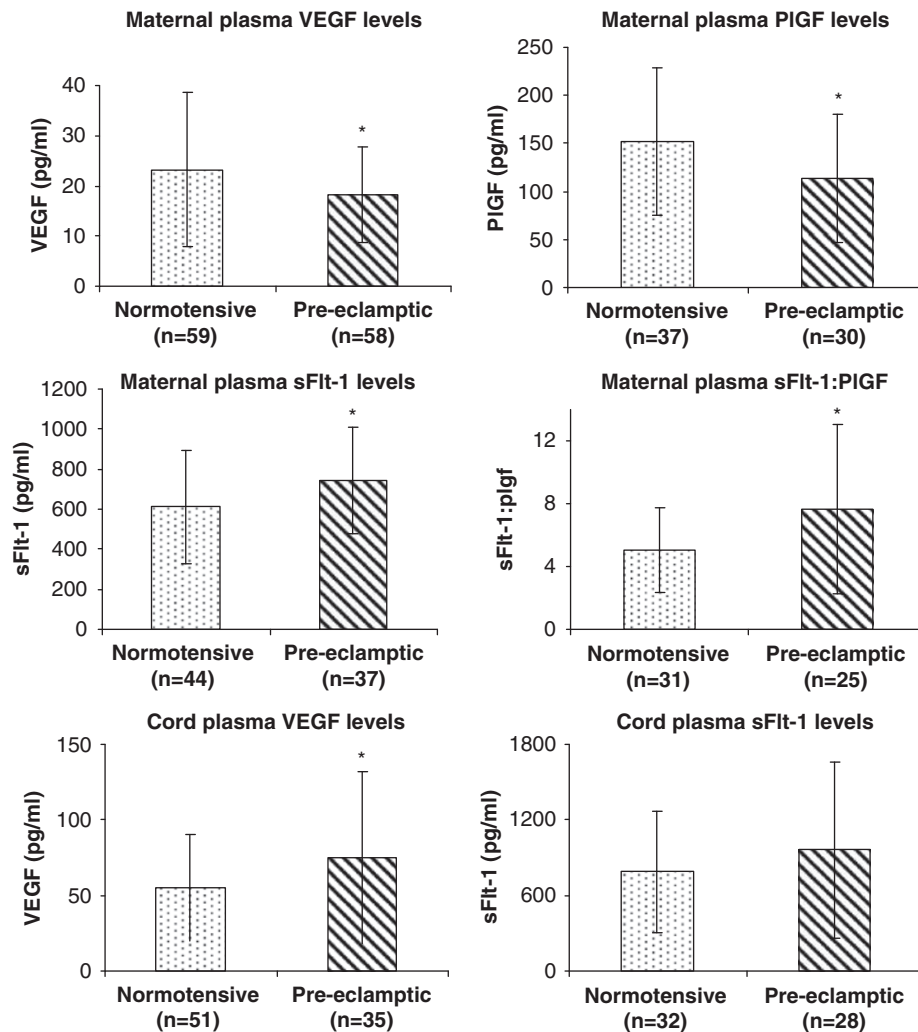 Maternal plasma VEGF levels
VEGF (pg/ml)
40
30
20
10
0
*
Normotensive Pre-eclamptic
(n=59) (n=58)
Maternal plasma PlGF levels
PlGF (pg/ml)
250
200
150
100
50
0
*
Normotensive Pre-eclamptic
(n=37) (n=30)
Maternal plasma sFlt-1 levels
sFlt-1 (pg/ml)
1200
1000
800
600
400
200
0
*
Normotensive Pre-eclamptic
(n=44) (n=37)
Maternal plasma sFlt-1:PlGF
sFlt-1:plgf
12
8
4
0
*
Normotensive Pre-eclamptic
(n=31) (n=25)
Cord plasma VEGF levels
VEGF (pg/ml)
150
100
50
0
*
Normotensive Pre-eclamptic
(n=51) (n=35)
Cord plasma sFlt-1 levels
sFlt-1 (pg/ml)
1800
1200
600
0
Normotensive Pre-eclamptic
(n=32) (n=28)